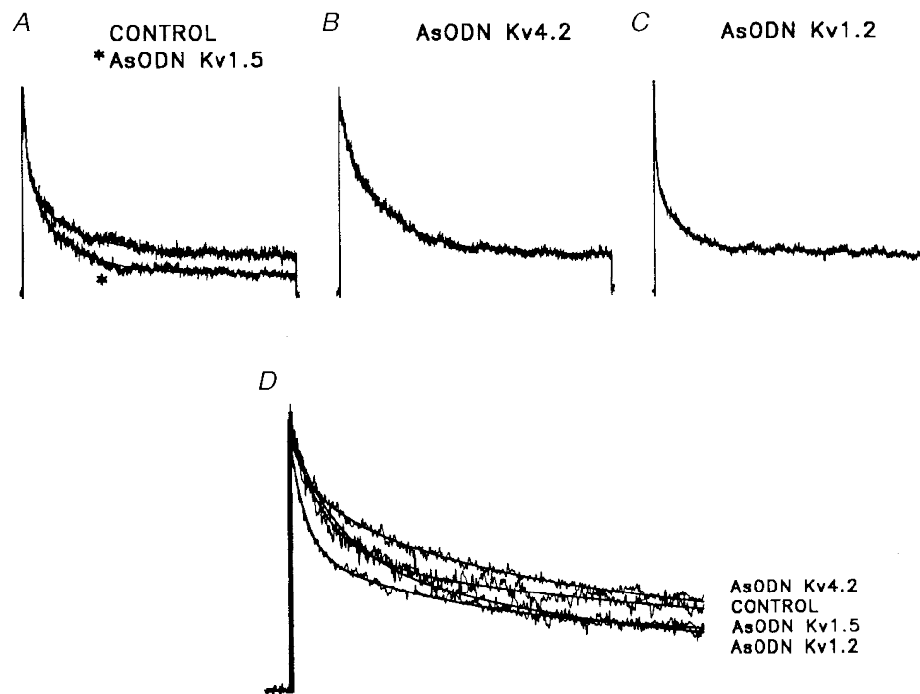 A
CONTROL
*AsODN Kv1.5
B
AsODN Kv4.2
C
AsODN Kv1.2
*
D
AsODN Kv4.2
CONTROL
AsODN Kv1.5
AsODN Kv1.2